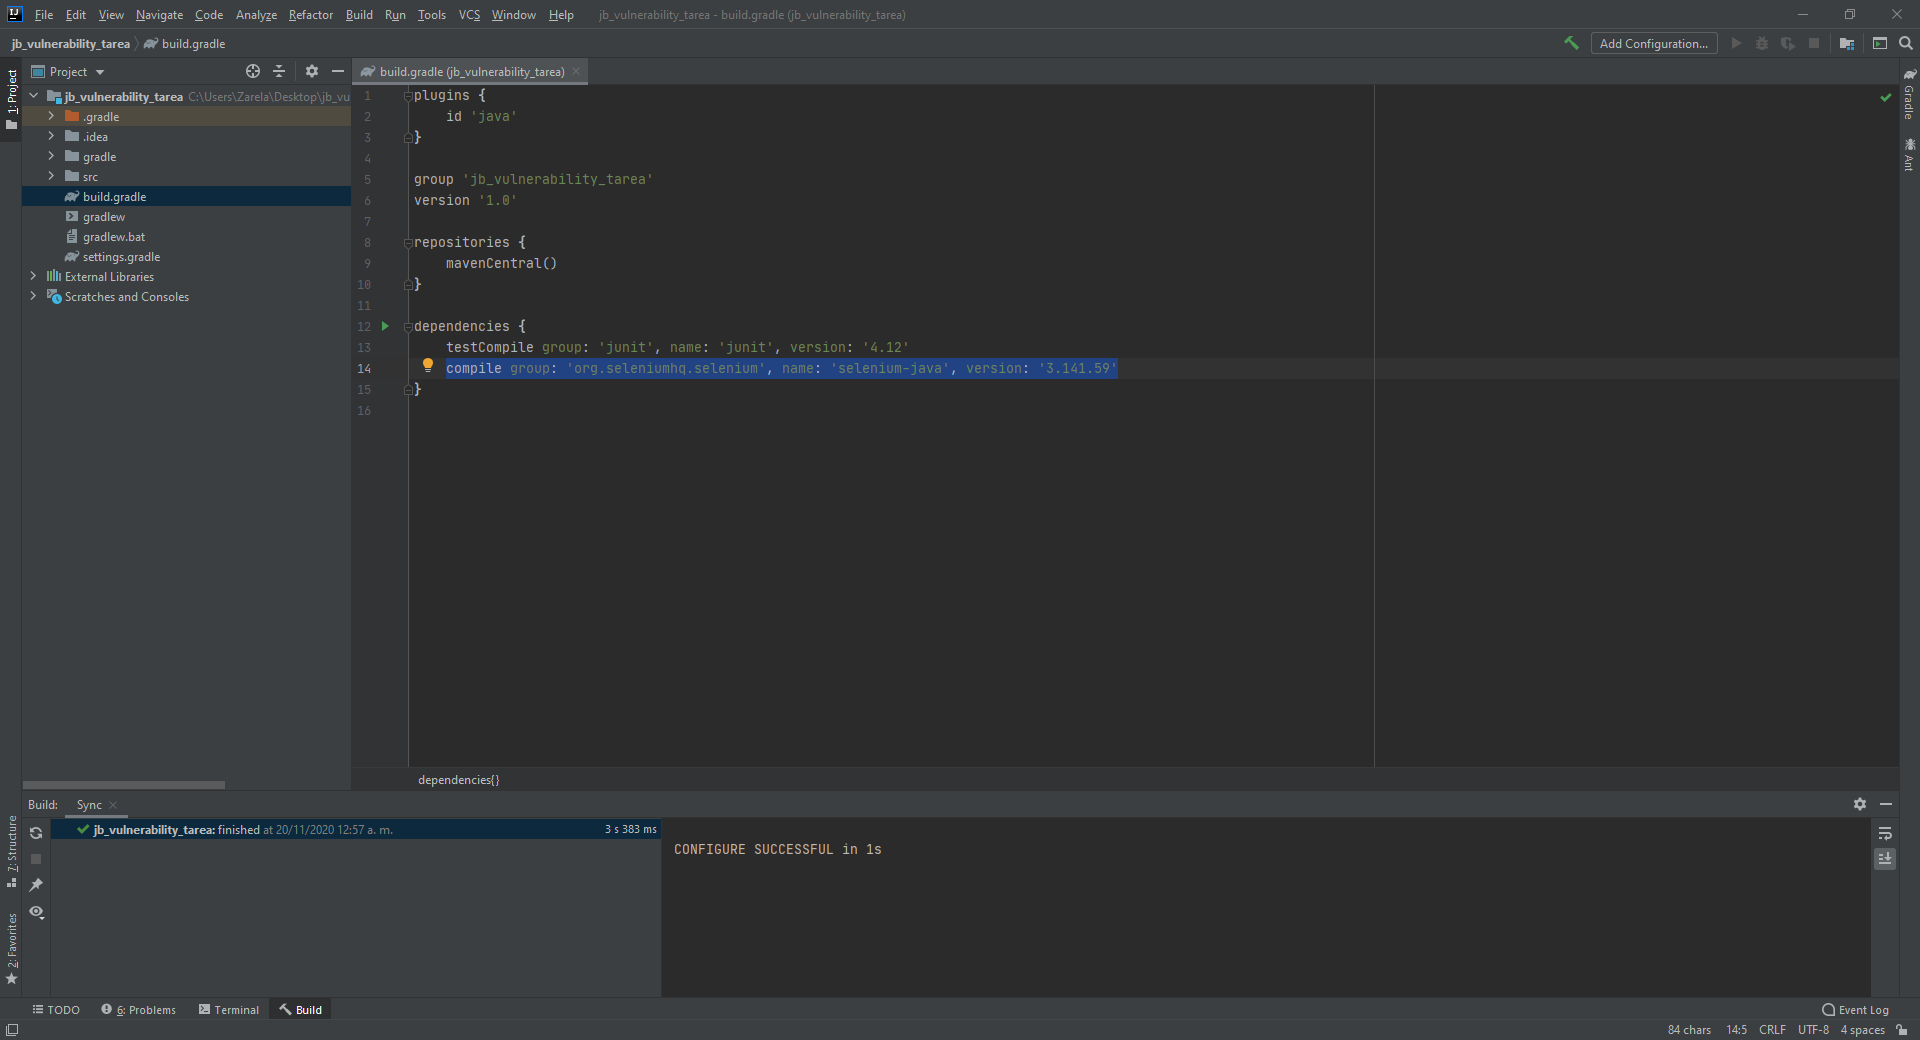 File Edit View Navigate Code Analyze Refactor Build Run Tools VCS Window Help jb_vulnerability_tarea - build.gradle (jb_vulnerability_tarea)
jb_vulnerability_tarea build.gradle Add Configuration...
1: Project
Project
jb_vulnerability_tarea C:\Users\Zarela\Desktop\jb_vu
.gradle
.idea
gradle
src
build.gradle
gradlew
gradlew.bat
settings.gradle
External Libraries
Scratches and Consoles
build.gradle (jb_vulnerability_tarea)
1 plugins {
2 id 'java'
3 }
4
5 group 'jb_vulnerability_tarea'
6 version '1.0'
7
8 repositories {
9 mavenCentral()
10 }
11
12 dependencies {
13 testCompile group: 'junit', name: 'junit', version: '4.12'
14 compile group: 'org.seleniumhq.selenium', name: 'selenium-java', version: '3.141.59'
15 }
16
dependencies{}
Gradle
Ant
7: Structure
2: Favorites
Build: Sync
jb_vulnerability_tarea: finished at 20/11/2020 12:57 a. m. 3 s 383 ms
CONFIGURE SUCCESSFUL in 1s
TODO 6: Problems Terminal Build Event Log
84 chars 14:5 CRLF UTF-8 4 spaces